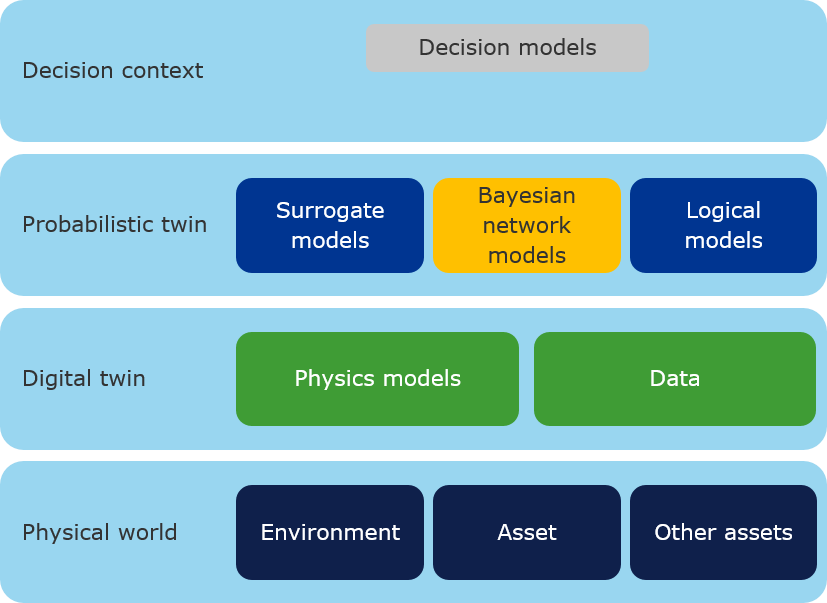 Decision models
Decision context
Probabilistic twin
Surrogate
models
Bayesian
network
models
Logical
models
Digital twin
Physics models
Data
Physical world
Environment
Asset
Other assets